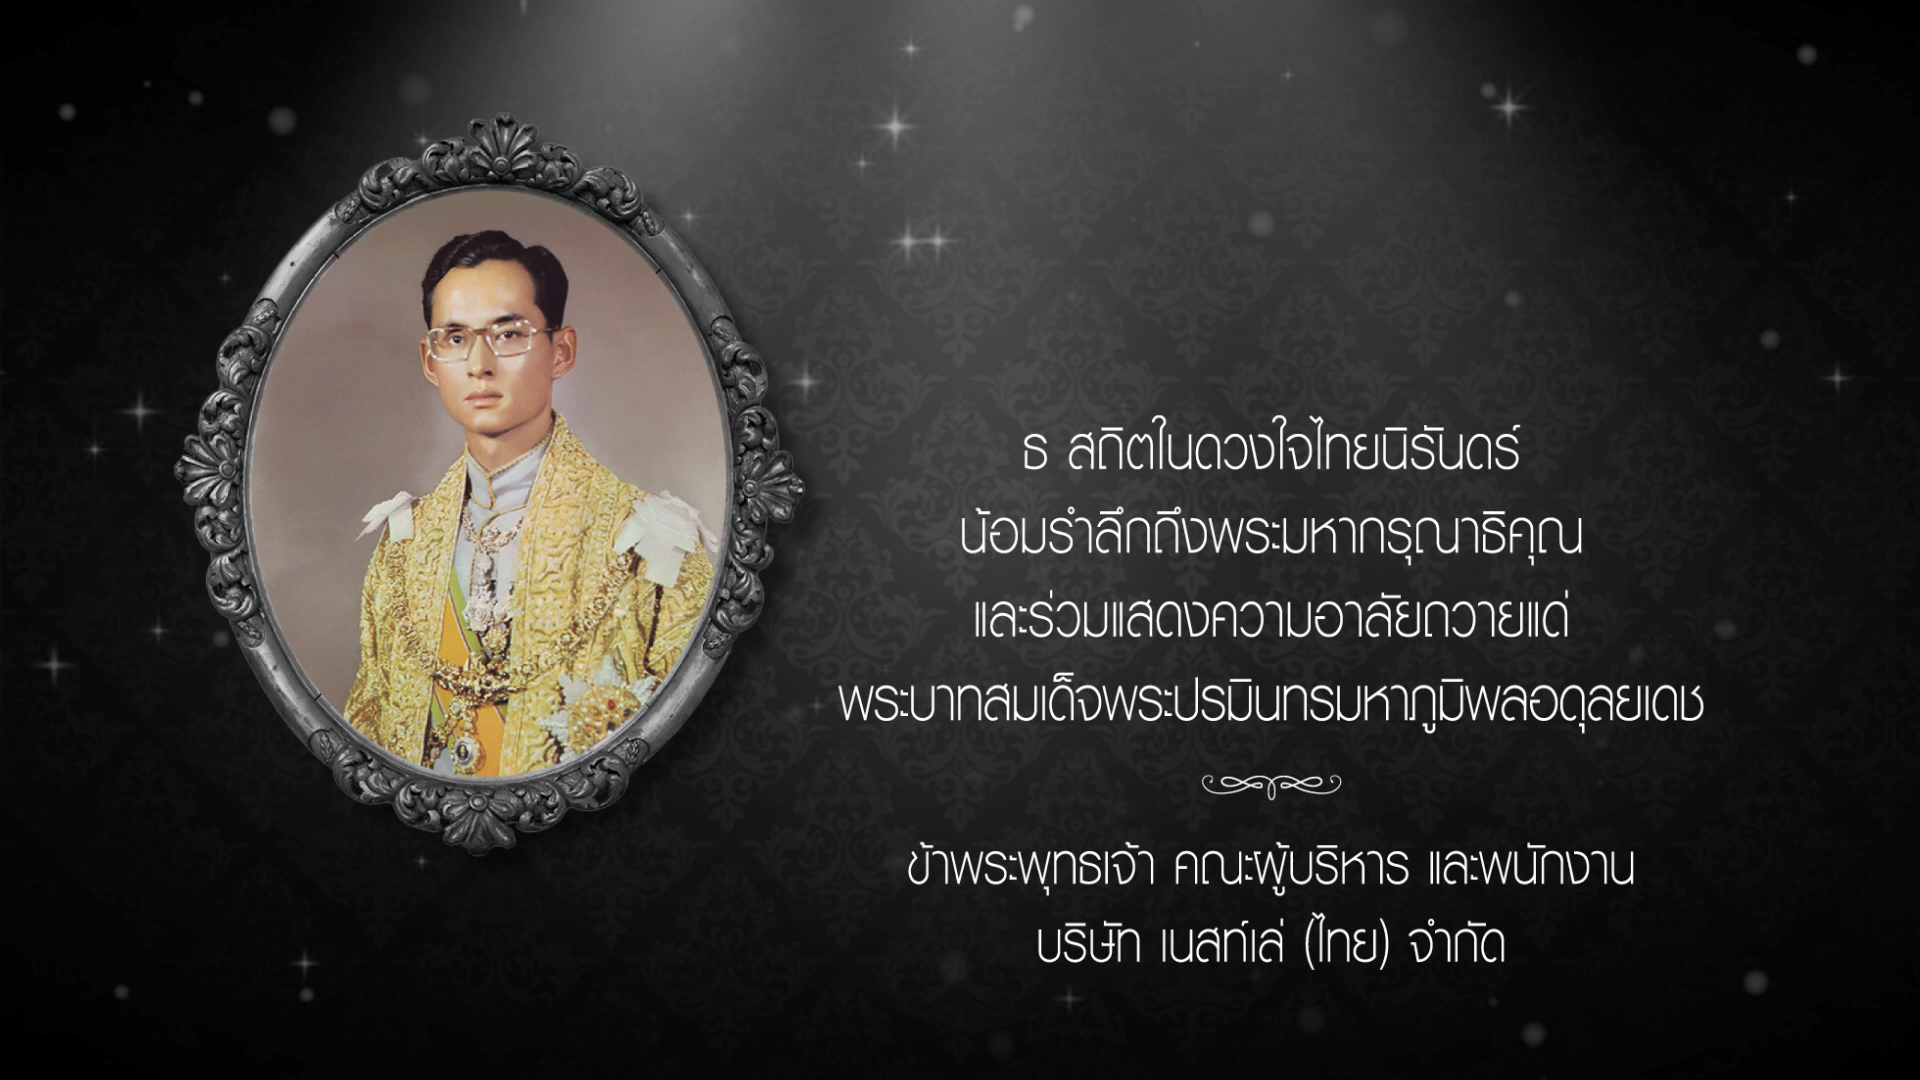 ธ สถิตในดวงใจไทยนิรันดร์
น้อมรำลึกถึงพระมหากรุณาธิคุณ
และร่วมแสดงความอาลัยถวายแด่
พระบาทสมเด็จพระปรมินทรมหาภูมิพลอดุลยเดช
ข้าพระพุทธเจ้า คณะผู้บริหาร และพนักงาน
บริษัท เนสท์เล่ (ไทย) จำกัด